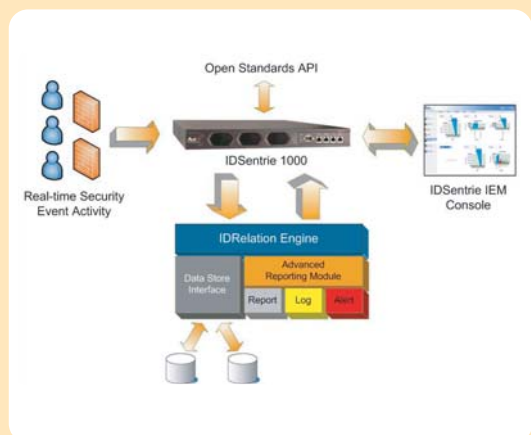 Open Standards API
IDSentrie 1000
Real-time Security
Event Activity
IDSentrie IEM
Console
IDRelation Engine
Data Store
Interface
Advanced
Reporting Module
Report
Log
Alert